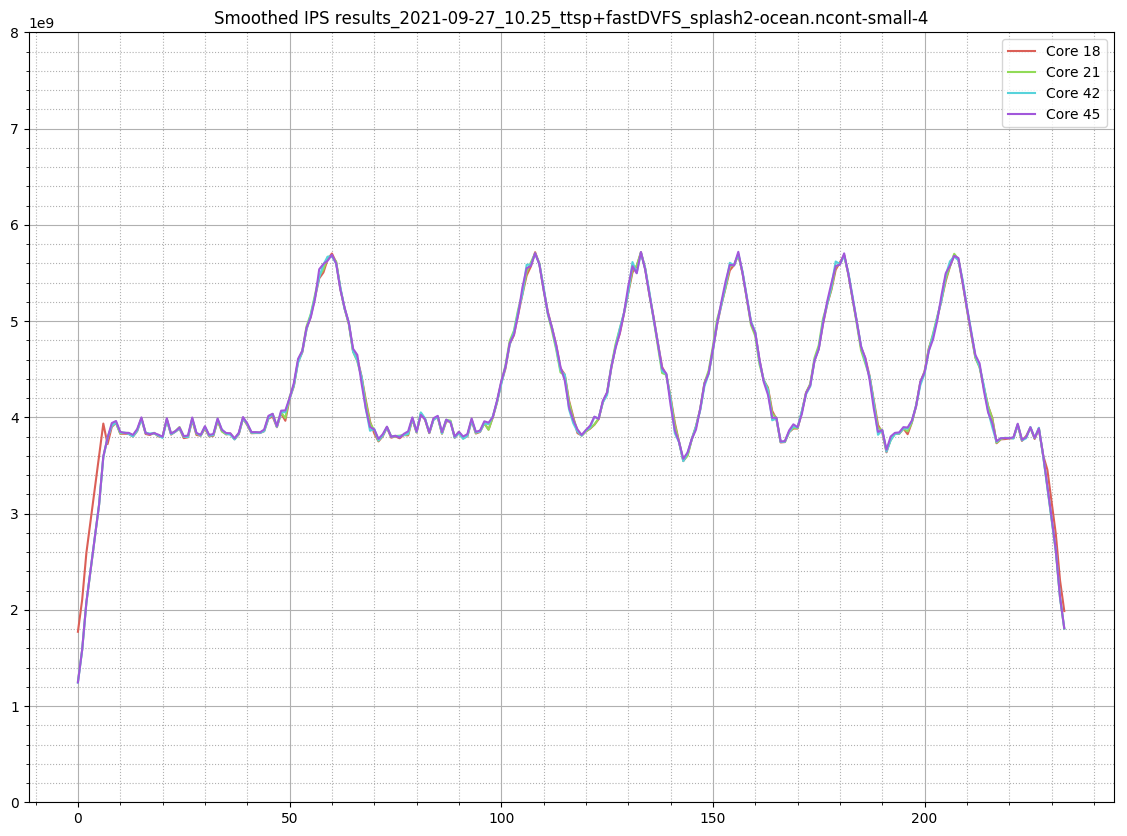 Smoothed IPS results_2021-09-27_10.25_ttsp+fastDVFS_splash2-ocean.ncont-small-4
1e9
8
7
6
5
4
3
2
1
0
0 50 100 150 200
Core 18
Core 21
Core 42
Core 45